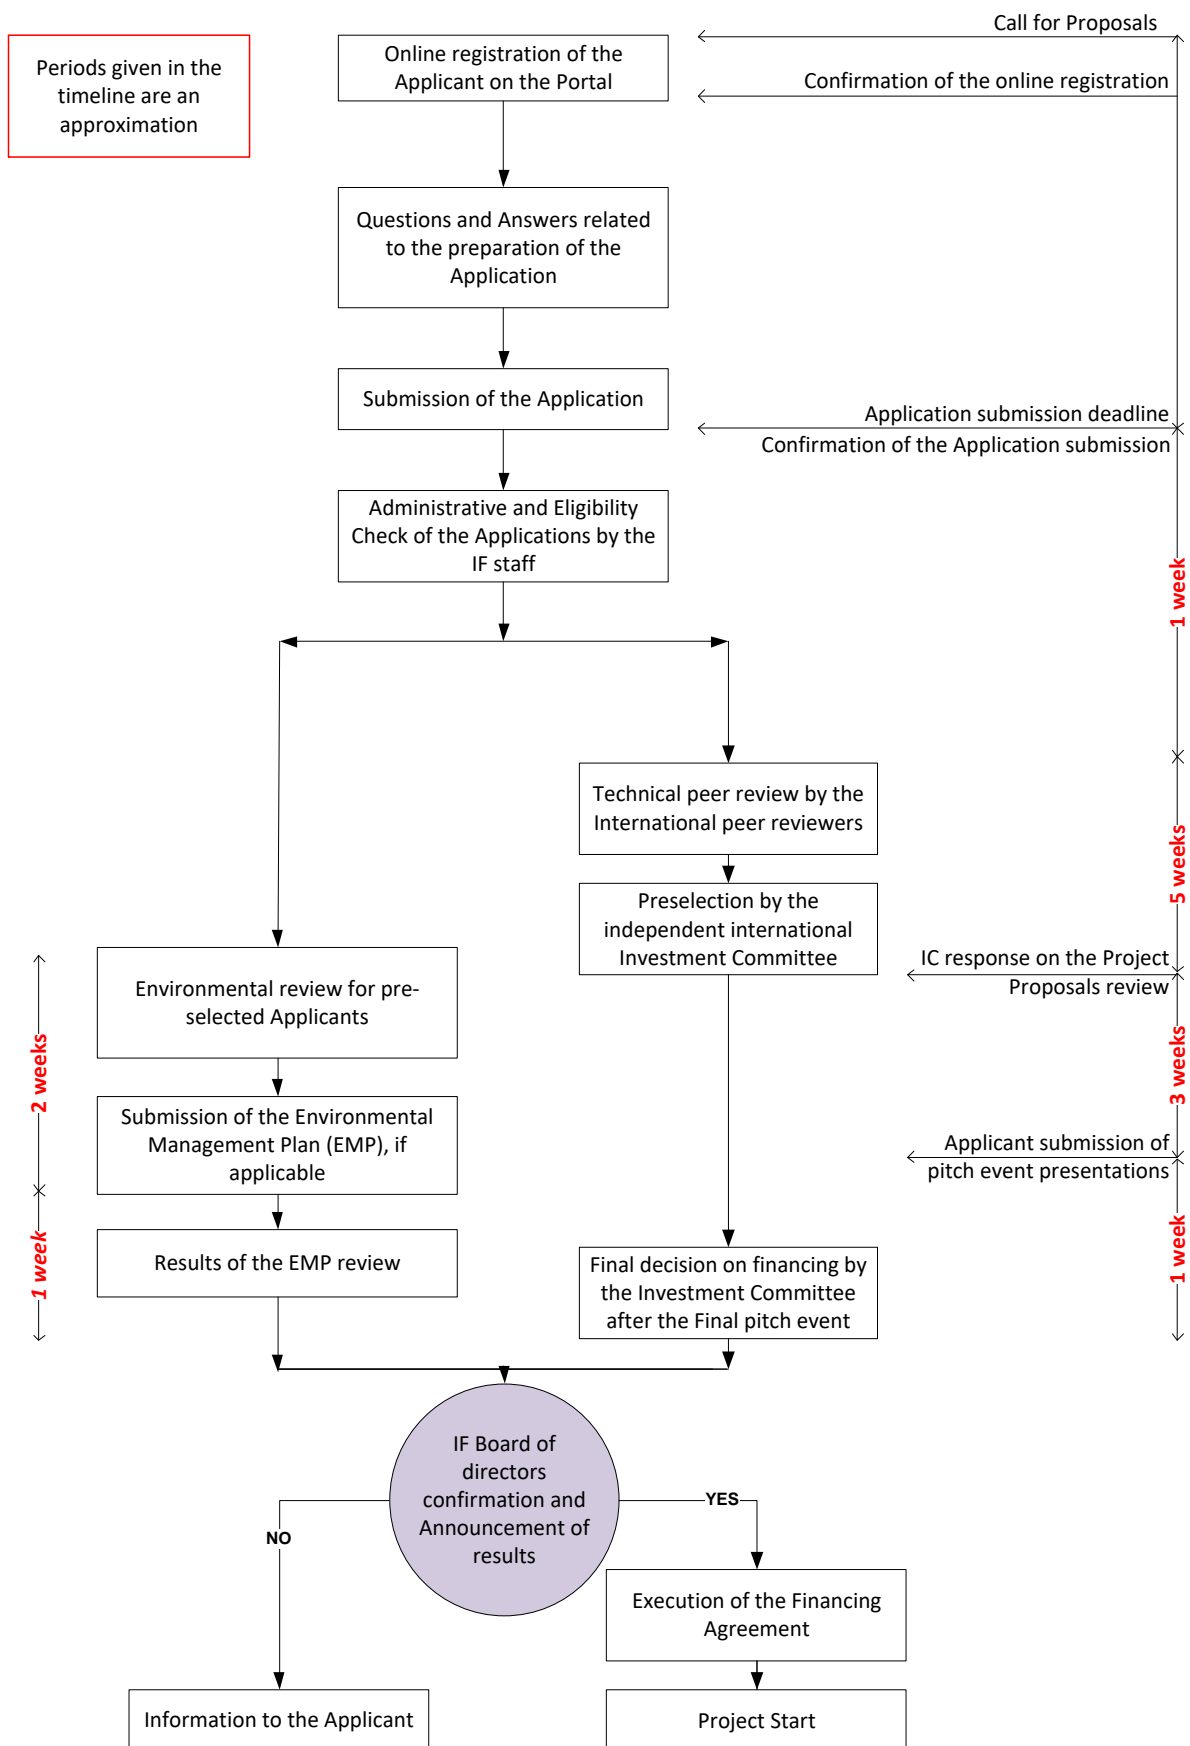 Periods given in the
timeline are an
approximation
Online registration of the
Applicant on the Portal
Call for Proposals
Confirmation of the online registration
Questions and Answers related
to the preparation of the
Application
Submission of the Application
Application submission deadline
Confirmation of the Application submission
Administrative and Eligibility
Check of the Applications by the
IF staff
1 week
Technical peer review by the
International peer reviewers
5 weeks
Preselection by the
independent international
Investment Committee
IC response on the Project
Proposals review
Environmental review for pre-
selected Applicants
2 weeks
3 weeks
Submission of the Environmental
Management Plan (EMP), if
applicable
Applicant submission of
pitch event presentations
Results of the EMP review
1 week
Final decision on financing by
the Investment Committee
after the Final pitch event
1 week
IF Board of
directors
confirmation and
Announcement of
results
NO
YES
Execution of the Financing
Agreement
Information to the Applicant
Project Start